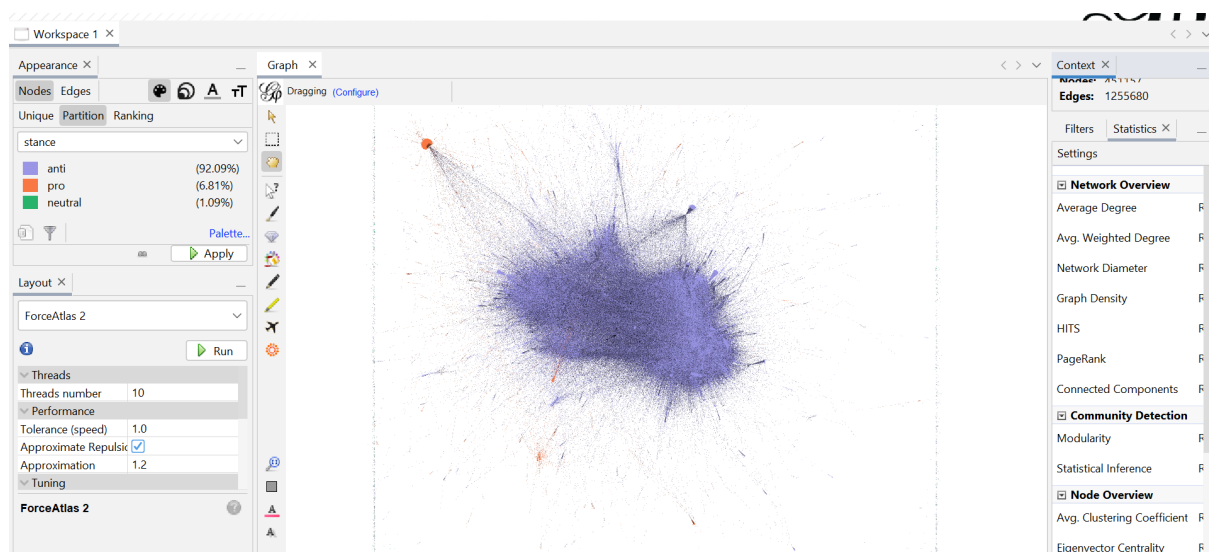 Workspace 1
Appearance
Nodes Edges
Unique Partition Ranking
stance
anti (92.09%)
pro (6.81%)
neutral (1.09%)
Palette...
Apply
Layout
ForceAtlas 2
Run
Threads
Threads number 10
Performance
Tolerance (speed) 1.0
Approximate Repulsic
Approximation 1.2
Tuning
ForceAtlas 2
Graph
Dragging (Configure)
Context
Nodes: 451157
Edges: 1255680
Filters Statistics
Settings
Network Overview
Average Degree R
Avg. Weighted Degree R
Network Diameter R
Graph Density R
HITS R
PageRank R
Connected Components R
Community Detection
Modularity R
Statistical Inference R
Node Overview
Avg. Clustering Coefficient R
Eigenvector Centrality R